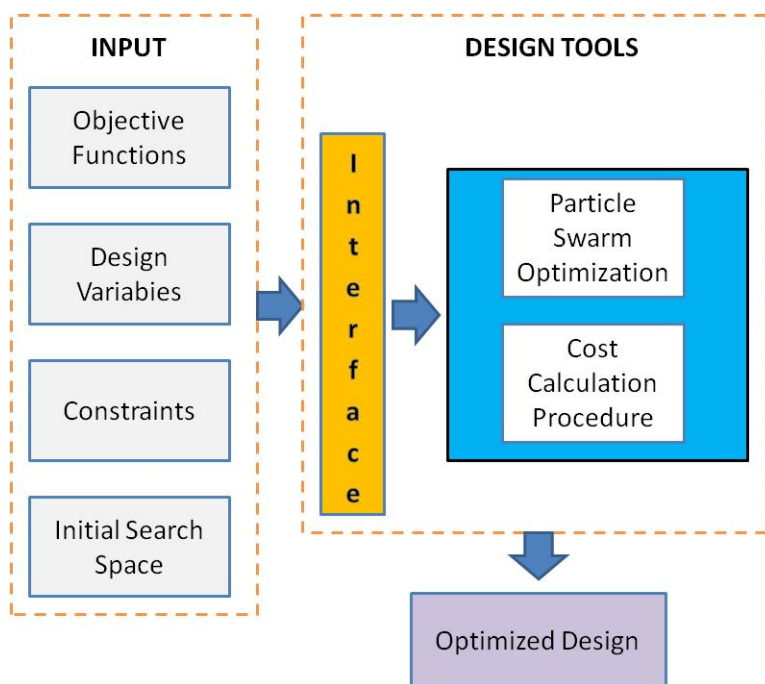 INPUT
Objective
Functions
Design
Variables
Constraints
Initial Search
Space
DESIGN TOOLS
I
n
t
e
r
f
a
c
e
Particle
Swarm
Optimization
Cost
Calculation
Procedure
Optimized Design